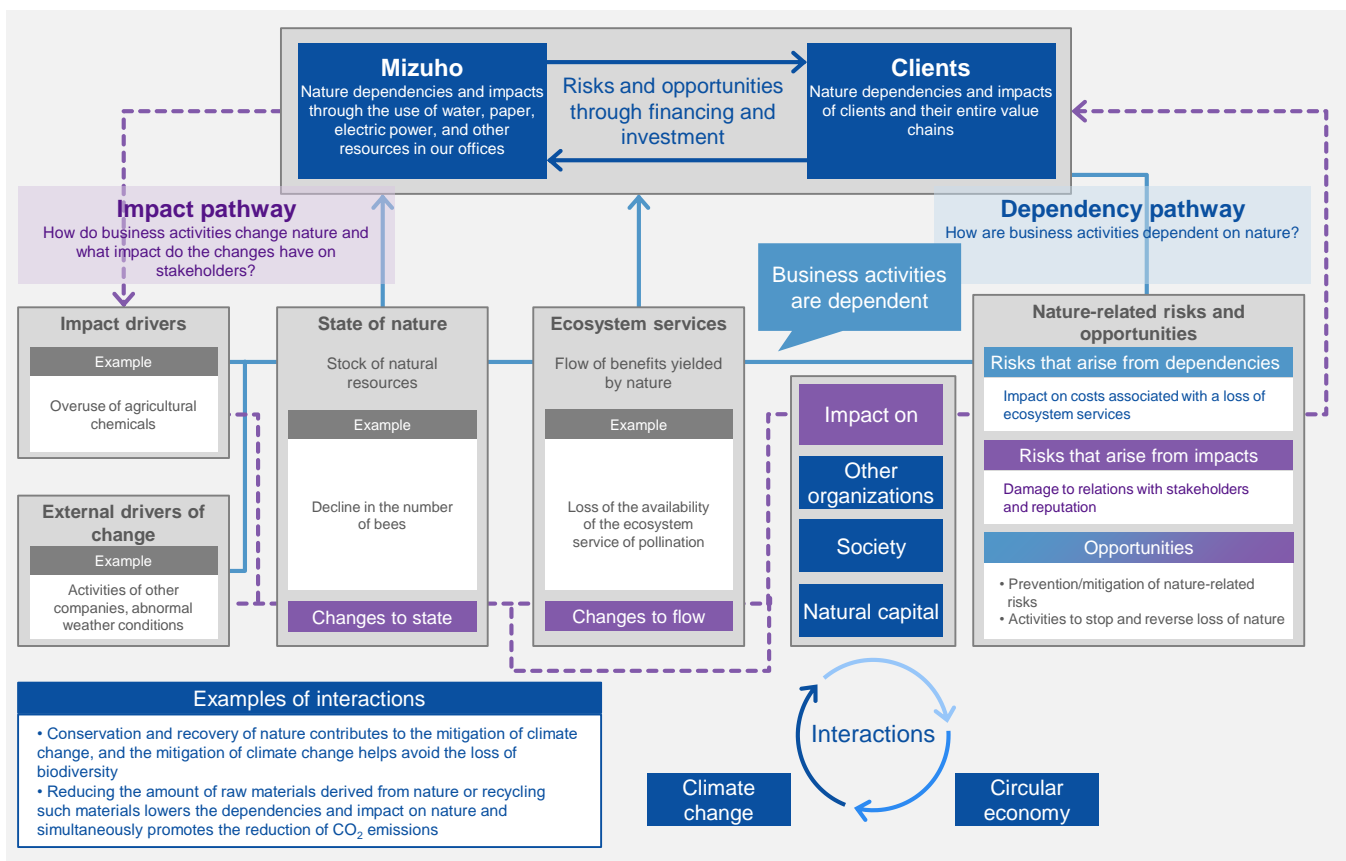 Mizuho
Nature dependencies and impacts
through the use of water, paper,
electric power, and other
resources in our offices
Risks and opportunities
through financing and
investment
Clients
Nature dependencies and impacts
of clients and their entire value
chains
Impact pathway
How do business activities change nature and
what impact do the changes have on
stakeholders?
Dependency pathway
How are business activities dependent on nature?
Business activities
are dependent
Impact drivers
Example
Overuse of agricultural
chemicals
External drivers of
change
Example
Activities of other
companies, abnormal
weather conditions
State of nature
Stock of natural
resources
Example
Decline in the number
of bees
Changes to state
Ecosystem services
Flow of benefits yielded
by nature
Example
Loss of the availability
of the ecosystem
service of pollination
Changes to flow
Impact on
Other
organizations
Society
Natural capital
Nature-related risks and
opportunities
Risks that arise from dependencies
Impact on costs associated with a loss of
ecosystem services
Risks that arise from impacts
Damage to relations with stakeholders
and reputation
Opportunities
• Prevention/mitigation of nature-related
risks
• Activities to stop and reverse loss of nature
Examples of interactions
• Conservation and recovery of nature contributes to the mitigation of climate
change, and the mitigation of climate change helps avoid the loss of
biodiversity
• Reducing the amount of raw materials derived from nature or recycling
such materials lowers the dependencies and impact on nature and
simultaneously promotes the reduction of CO₂ emissions
Interactions
Climate
change
Circular
economy